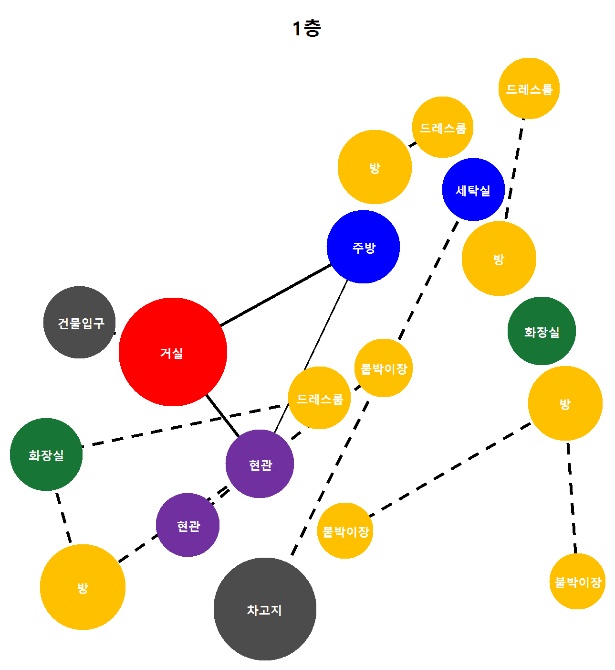 1층
드레스룸
드레스룸
방
세탁실
주방
방
건물입구
화장실
거실
붙박이장
드레스룸
방
화장실
현관
현관
붙박이장
방
차고지
붙박이장